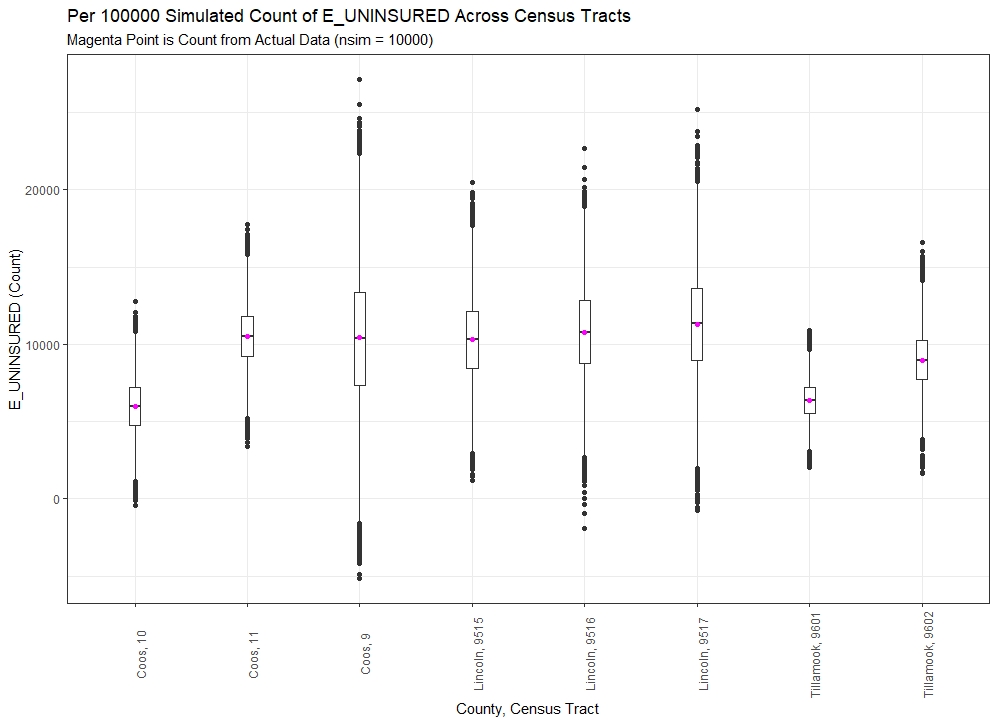 Per 100000 Simulated Count of E_UNINSURED Across Census Tracts
Magenta Point is Count from Actual Data (nsim = 10000)
E_UNINSURED (Count)
20000
10000
0
Coos, 10
Coos, 11
Coos, 9
Lincoln, 9515
Lincoln, 9516
Lincoln, 9517
Tillamook, 9601
Tillamook, 9602
County, Census Tract